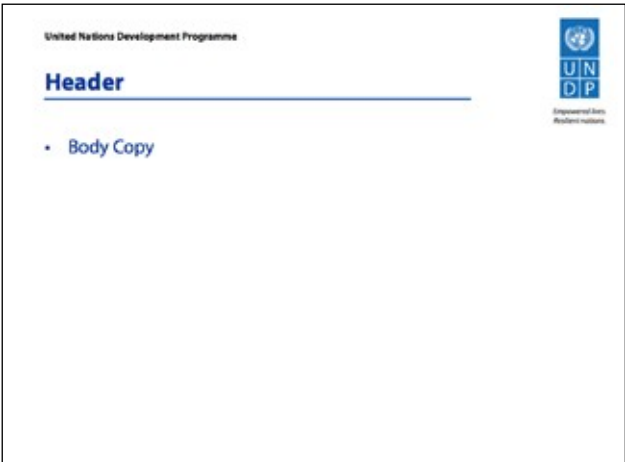 United Nations Development Programme
Header
U N
D P
Empowered lives.
Resilient nations.
• Body Copy